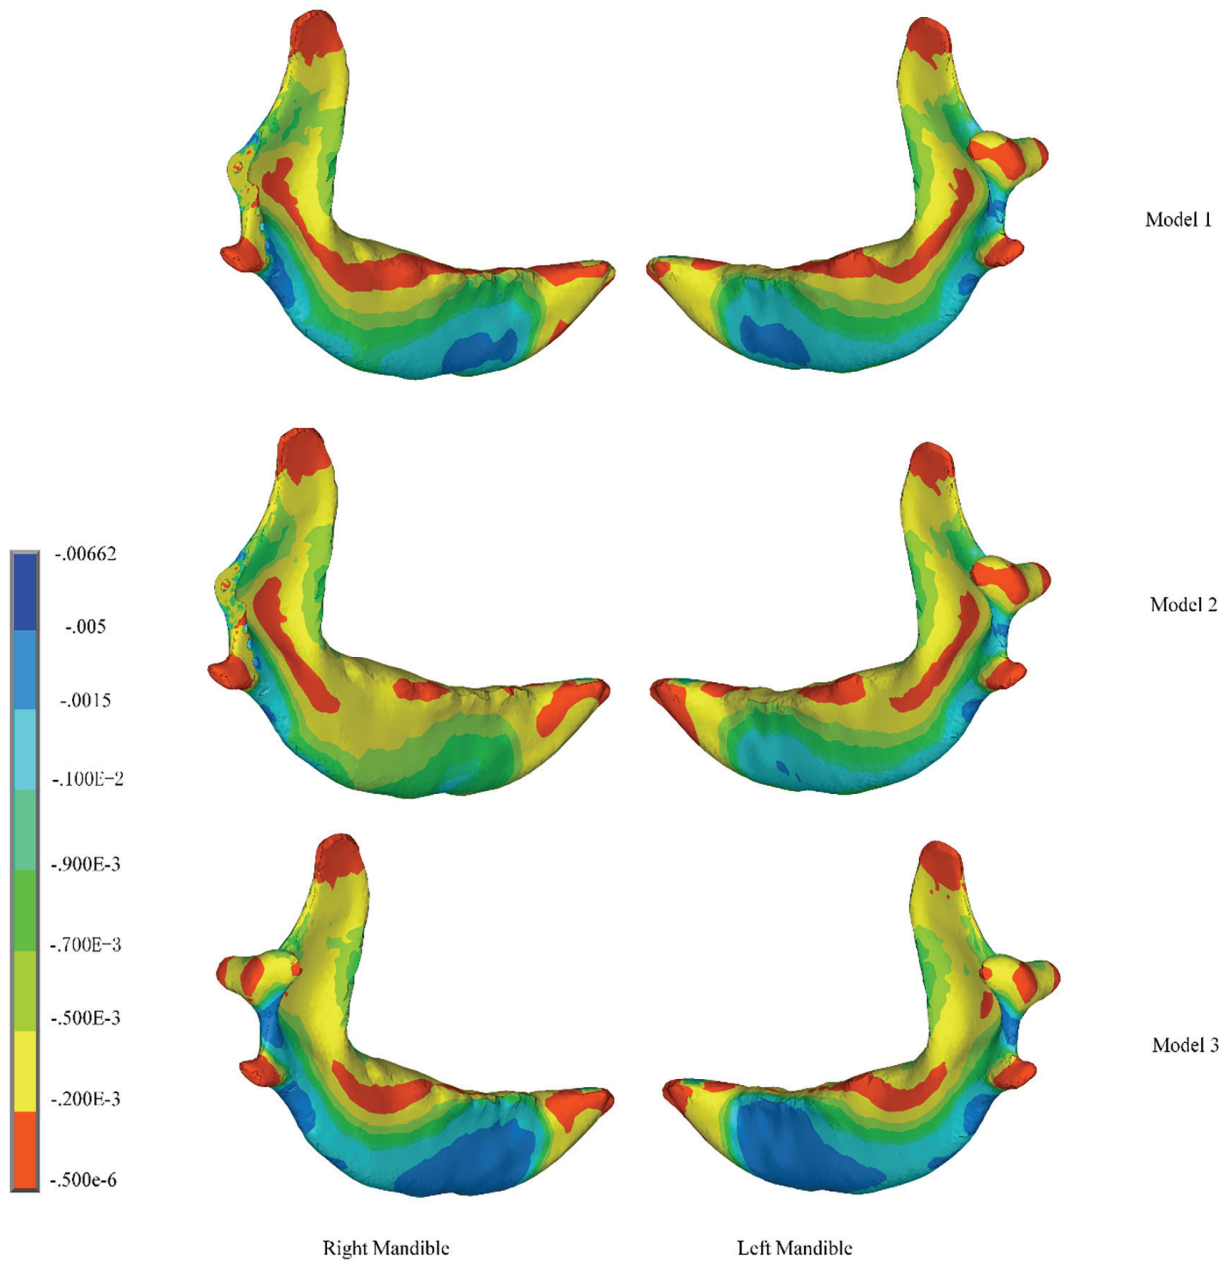 Model 1
-.00662
-.005
Model 2
-.0015
-.100E-2
-.900E-3
-.700E-3
-.500E-3
Model 3
-.200E-3
-.500e-6
Right Mandible
Left Mandible